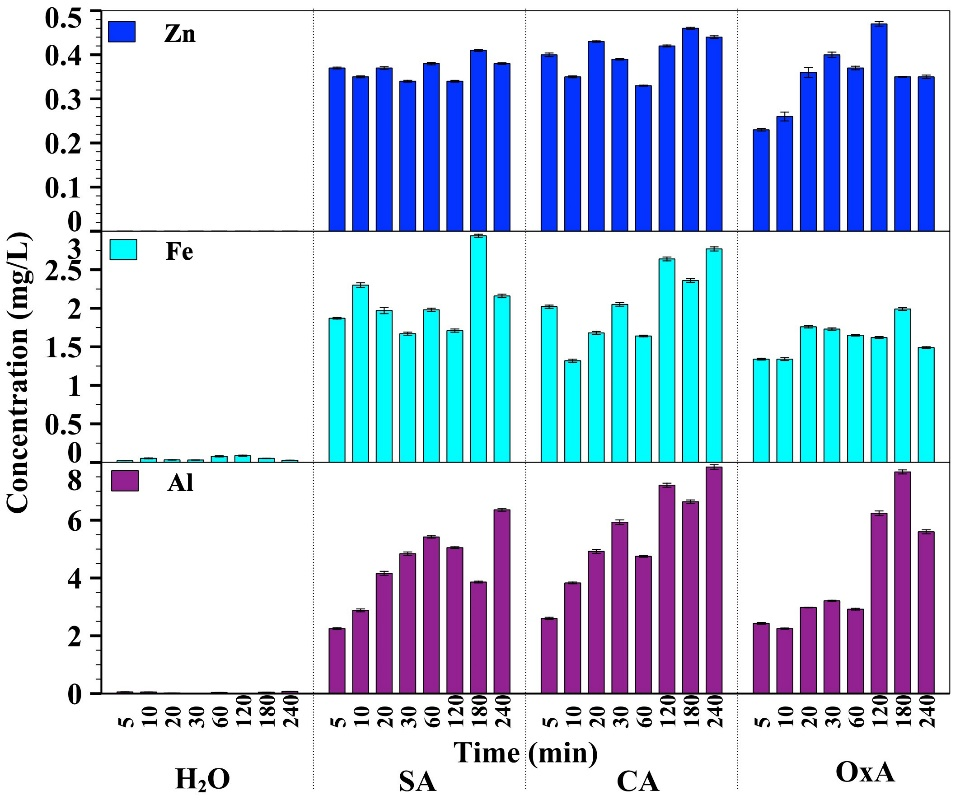 Concentration (mg/L)
0.5
0.4
0.3
0.2
0.1
0
Zn
3
2.5
2
1.5
1
0.5
0
Fe
8
6
4
2
0
Al
5 10 20 30 60 120 180 240 5 10 20 30 60 120 180 240 5 10 20 30 60 120 180 240 5 10 20 30 60 120 180 240
Time (min)
H₂O SA CA OxA